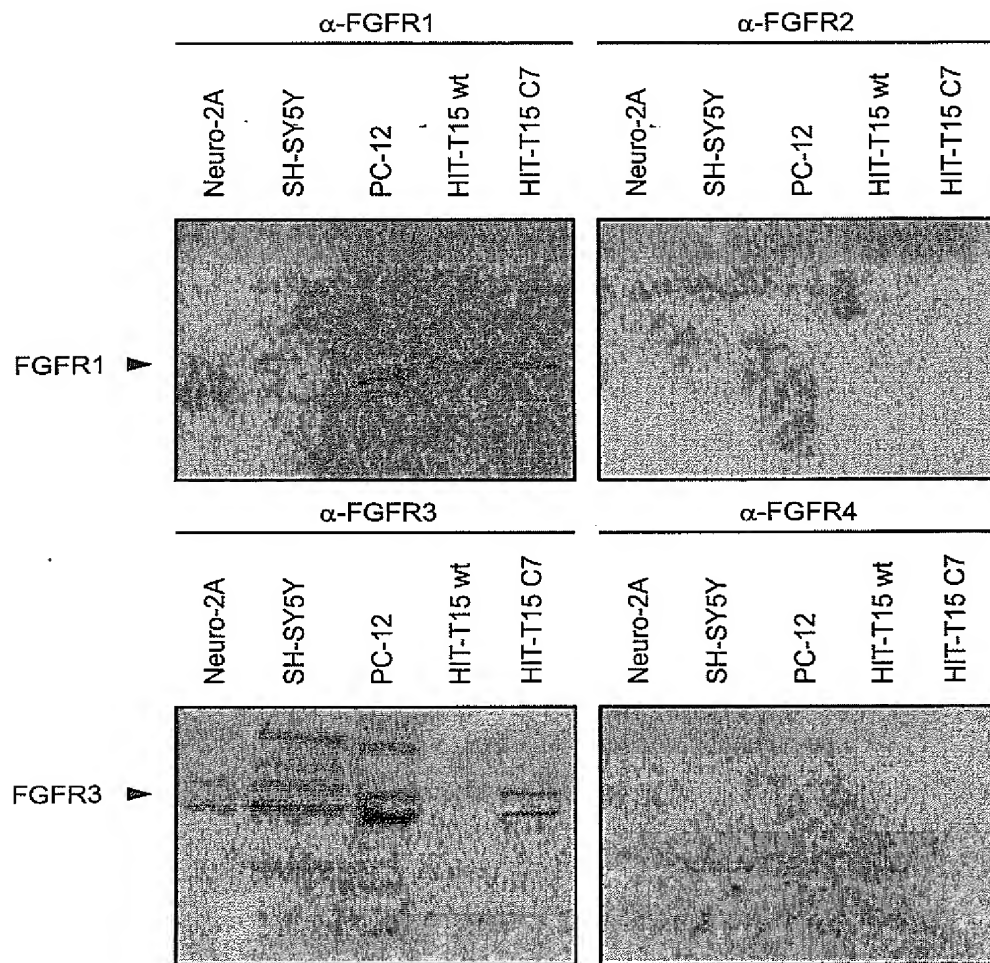 α-FGFR1
α-FGFR2
Neuro-2A
SH-SY5Y
PC-12
HIT-T15 wt
HIT-T15 C7
Neuro-2A
SH-SY5Y
PC-12
HIT-T15 wt
HIT-T15 C7
FGFR1
α-FGFR3
α-FGFR4
Neuro-2A
SH-SY5Y
PC-12
HIT-T15 wt
HIT-T15 C7
Neuro-2A
SH-SY5Y
PC-12
HIT-T15 wt
HIT-T15 C7
FGFR3